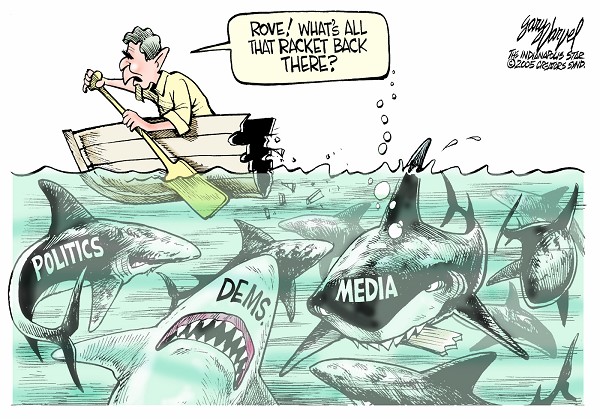 ROVE! WHAT'S ALL
THAT RACKET BACK
THERE?
Gary Varvel
THE INDIANAPOLIS STAR
©2005 CREATORS SYND.
POLITICS
DEMS.
MEDIA